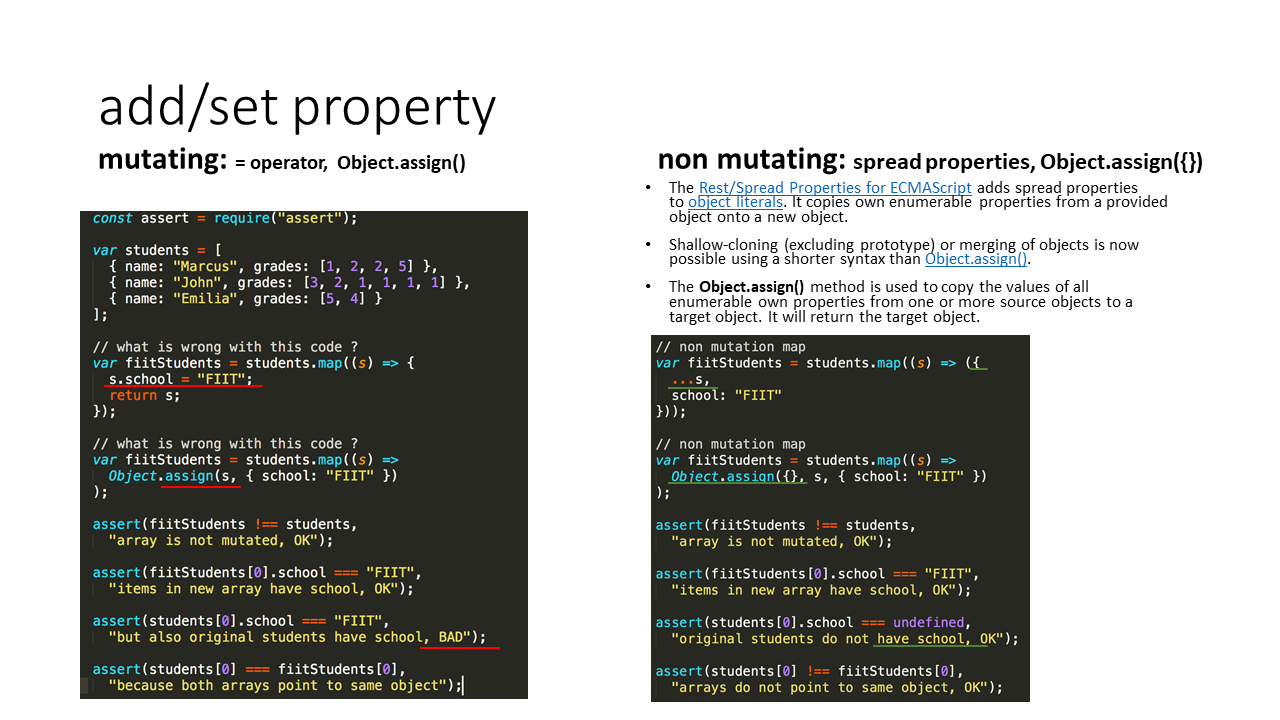 add/set property
mutating: = operator, Object.assign()
const assert = require("assert");
var students = [
{ name: "Marcus", grades: [1, 2, 2, 5] },
{ name: "John", grades: [3, 2, 1, 1, 1, 1] },
{ name: "Emilia", grades: [5, 4] }
];
// what is wrong with this code ?
var fiitStudents = students.map((s) => {
s.school = "FIIT";
return s;
});
// what is wrong with this code ?
var fiitStudents = students.map((s) =>
Object.assign(s, { school: "FIIT" })
);
assert(fiitStudents !== students,
"array is not mutated, OK");
assert(fiitStudents[0].school === "FIIT",
"items in new array have school, OK");
assert(students[0].school === "FIIT",
"but also original students have school, BAD");
assert(students[0] === fiitStudents[0],
"because both arrays point to same object");
non mutating: spread properties, Object.assign({})
• The Rest/Spread Properties for ECMAScript adds spread properties
to object literals. It copies own enumerable properties from a provided
object onto a new object.
• Shallow-cloning (excluding prototype) or merging of objects is now
possible using a shorter syntax than Object.assign().
• The Object.assign() method is used to copy the values of all
enumerable own properties from one or more source objects to a
target object. It will return the target object.
// non mutation map
var fiitStudents = students.map((s) => ({
...s,
school: "FIIT"
}));
// non mutation map
var fiitStudents = students.map((s) =>
Object.assign({}, s, { school: "FIIT" })
);
assert(fiitStudents !== students,
"array is not mutated, OK");
assert(fiitStudents[0].school === "FIIT",
"items in new array have school, OK");
assert(students[0].school === undefined,
"original students do not have school, OK");
assert(students[0] !== fiitStudents[0],
"arrays do not point to same object, OK");